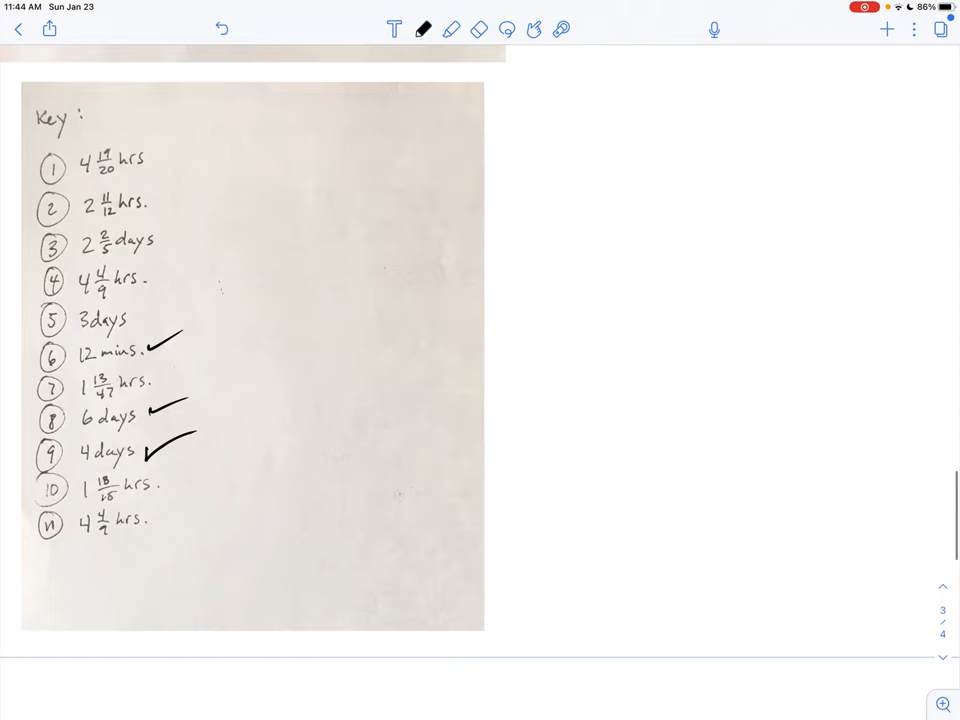 11:44 AM Sun Jan 23
86%
Key:
1 4 19/20 hrs
2 2 11/12 hrs.
3 2 2/5 days
4 4 4/9 hrs.
5 3 days
6 12 mins.
7 1 13/47 hrs.
8 6 days
9 4 days
10 1 hrs.
11 4 4/9 hrs.
3
/
4